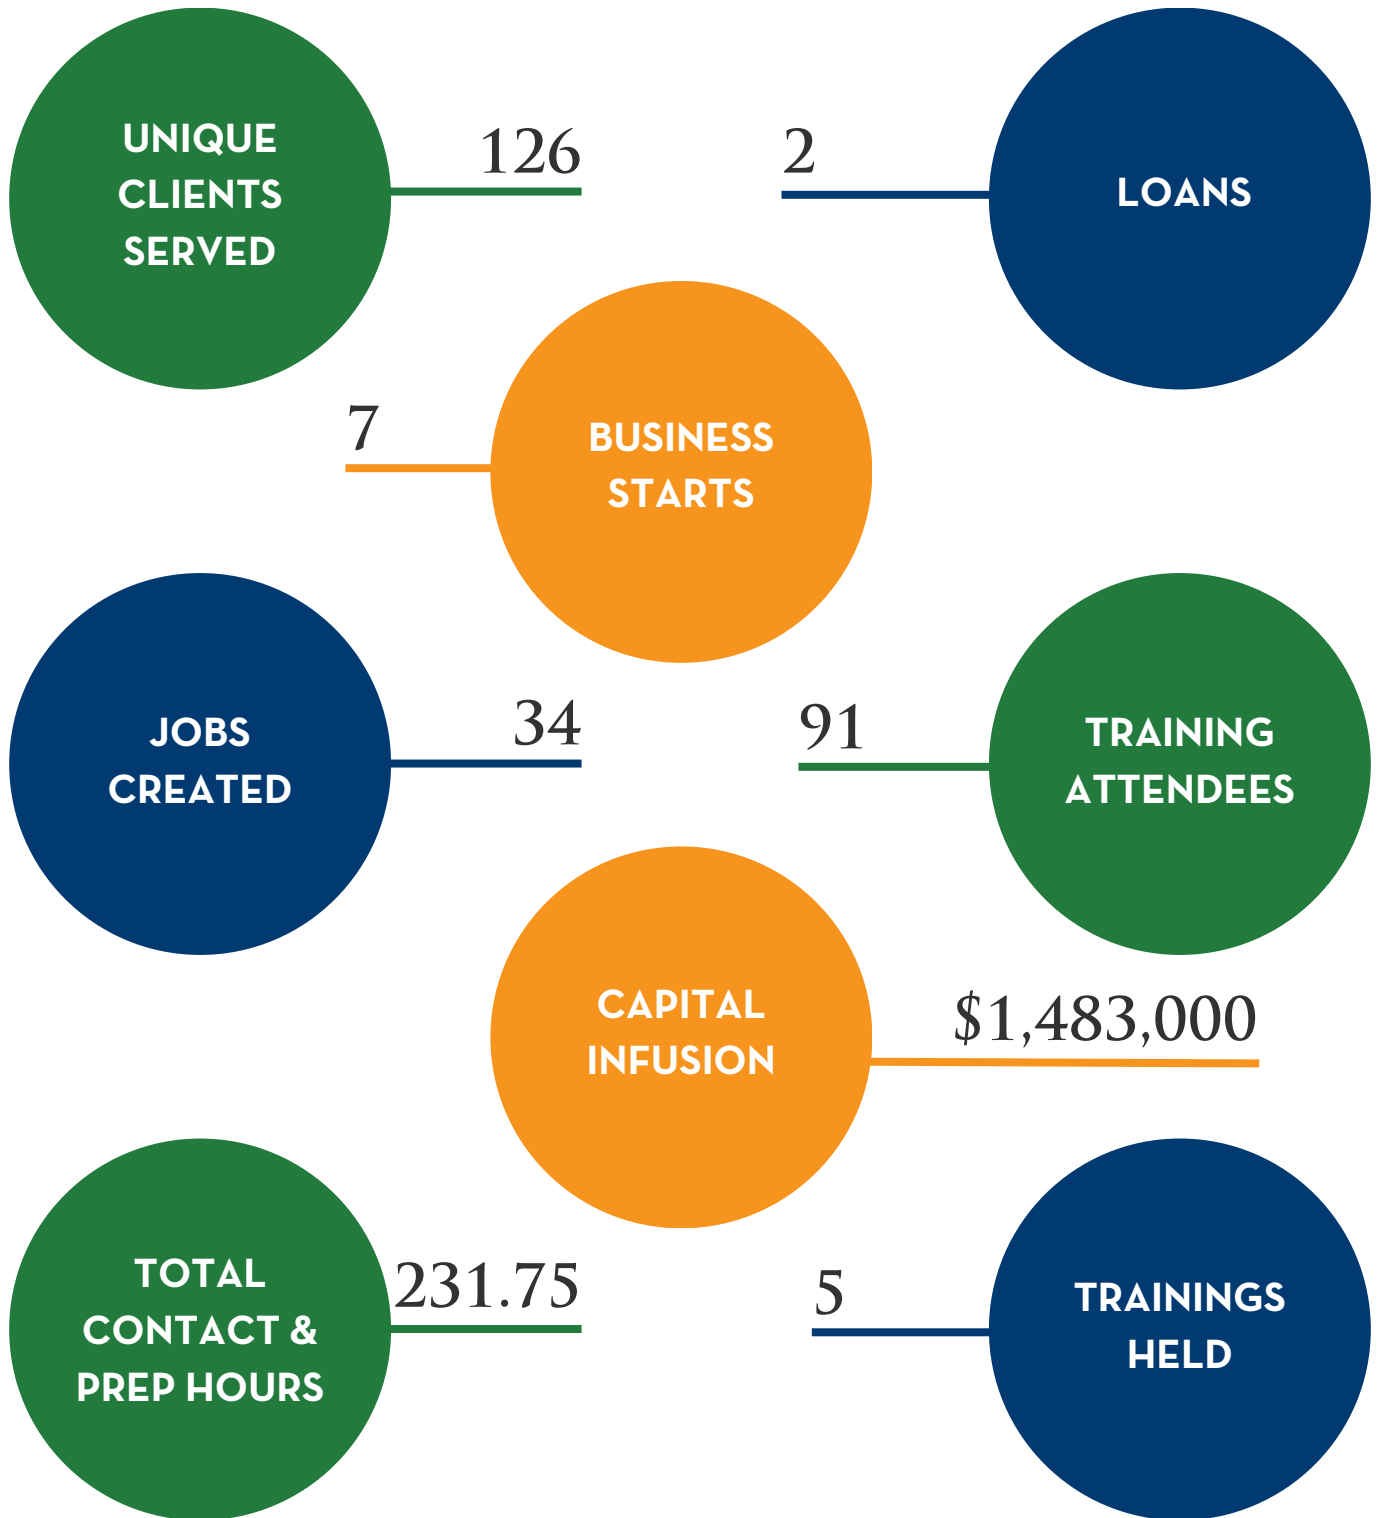 UNIQUE
CLIENTS
SERVED
126
2
LOANS
7
BUSINESS
STARTS
JOBS
CREATED
34
91
TRAINING
ATTENDEES
CAPITAL
INFUSION
$1,483,000
TOTAL
CONTACT &
PREP HOURS
231.75
5
TRAININGS
HELD